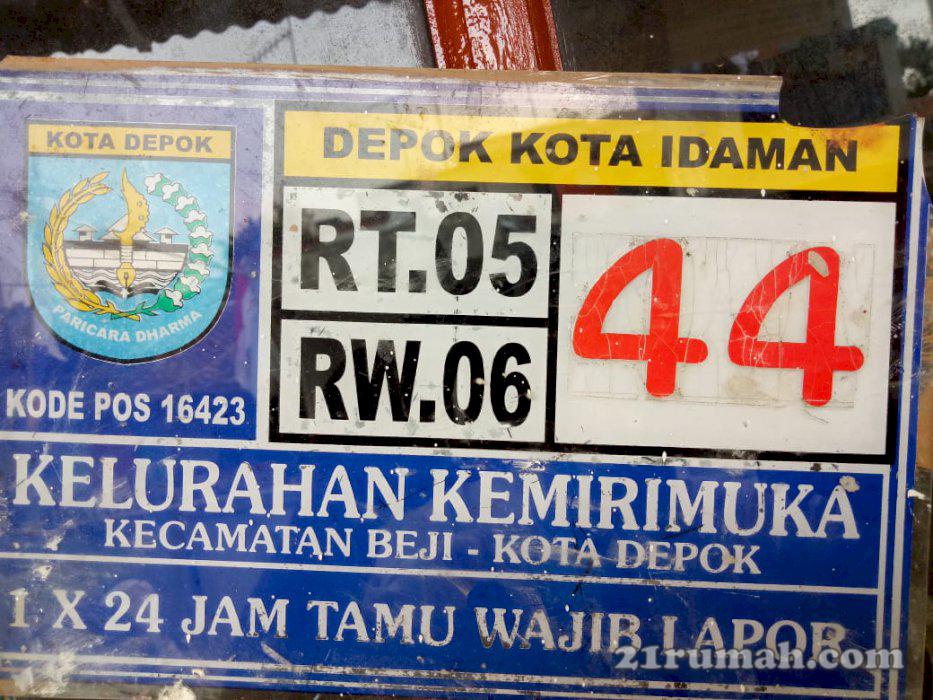 KOTA DEPOK
PARICARA DHARMA
KODE POS 16423
DEPOK KOTA IDAMAN
RT.05
RW.06
44
KELURAHAN KEMIRIMUKA
KECAMATAN BEJI - KOTA DEPOK
1 X 24 JAM TAMU WAJIB LAPOR
21rumah.com